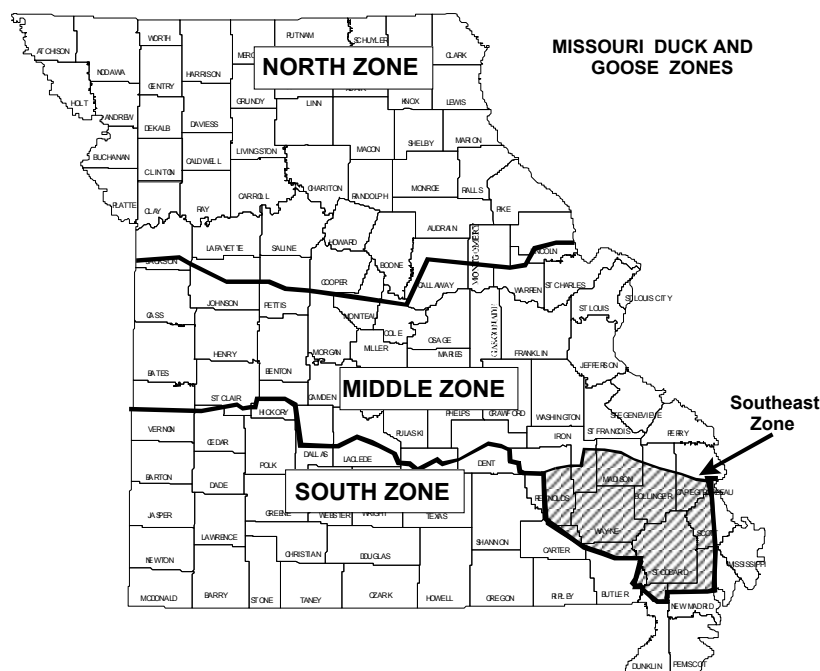 MISSOURI DUCK AND
GOOSE ZONES
NORTH ZONE
MIDDLE ZONE
SOUTH ZONE
Southeast
Zone
ATCHISON
WORTH
PUTNAM
SCHUYLER
CLARK
NODAWA
HARRISON
MERC
GENTRY
HOLT
ANDREW
GRUNDY
LINN
KNOX
LEWIS
DEKALB
DAVIESS
BUCHANAN
LIVINGSTON
MACON
SHELBY
MARION
CLINTON
CALDWELL
CHARITON
RANDOLPH
MONROE
RALLS
PLATTE
CLAY
RAY
CARROLL
PIKE
AUDRAIN
LAFAYETTE
SALINE
HOWARD
BOONE
MONTGOMERY
LINCOLN
JACKSON
COOPER
CALLAWAY
WARREN
ST CHARLES
JOHNSON
PETTIS
ST LOUIS
ST LOUIS CITY
CASS
MONITEAU
COLE
OSAGE
GASCONADE
FRANKLIN
HENRY
MORGAN
MILLER
MARIES
JEFFERSON
BATES
BENTON
ST CLAIR
HICKORY
CAMDEN
PHELPS
CRAWFORD
WASHINGTON
STE GENEVIEVE
VERNON
PULASKI
ST FRANCOIS
PERRY
CEDAR
DALLAS
LACLEDE
DENT
IRON
POLK
BARTON
DADE
REYNOLDS
MADISON
BOLLINGER
CAPE GIRARDEAU
JASPER
GREENE
WEBSTER
WRIGHT
TEXAS
WAYNE
SCOTT
LAWRENCE
SHANNON
NEWTON
CHRISTIAN
DOUGLAS
CARTER
STODDARD
MISSISSIPPI
MCDONALD
BARRY
STONE
TANEY
OZARK
HOWELL
OREGON
RIPLEY
BUTLER
NEW MADRID
DUNKLIN
PEMISCOT